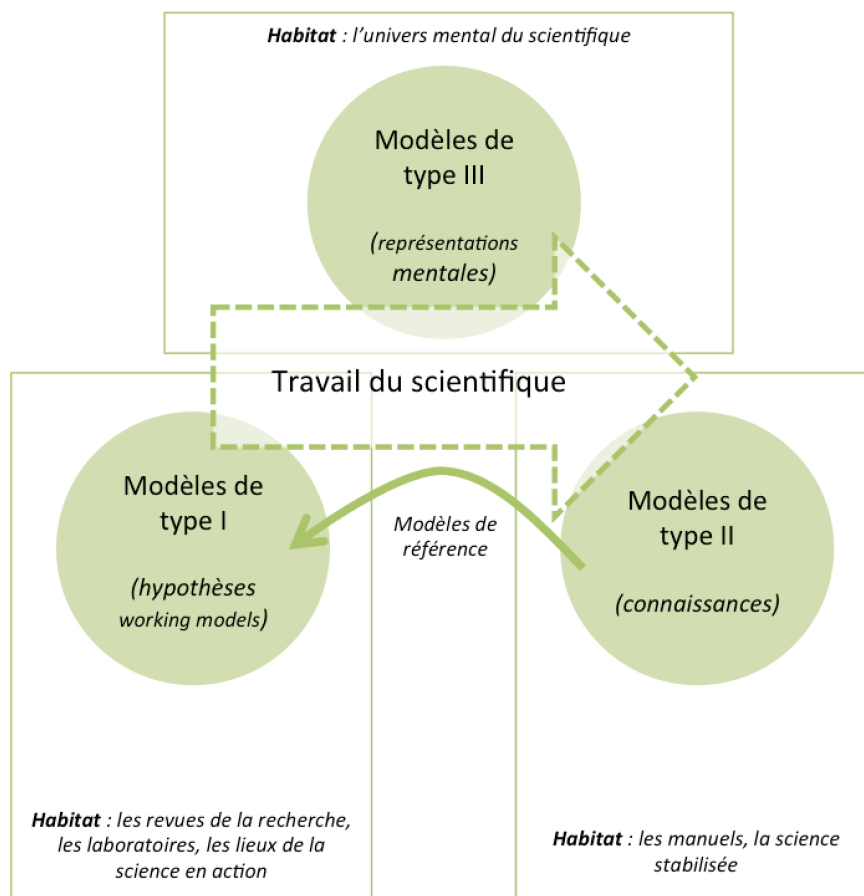 Habitat : l’univers mental du scientifique
Modèles de
type III
(représentations
mentales)
Travail du scientifique
Modèles de
type I
(hypothèses
working models)
Modèles de
référence
Modèles de
type II
(connaissances)
Habitat : les revues de la recherche,
les laboratoires, les lieux de la
science en action
Habitat : les manuels, la science
stabilisée